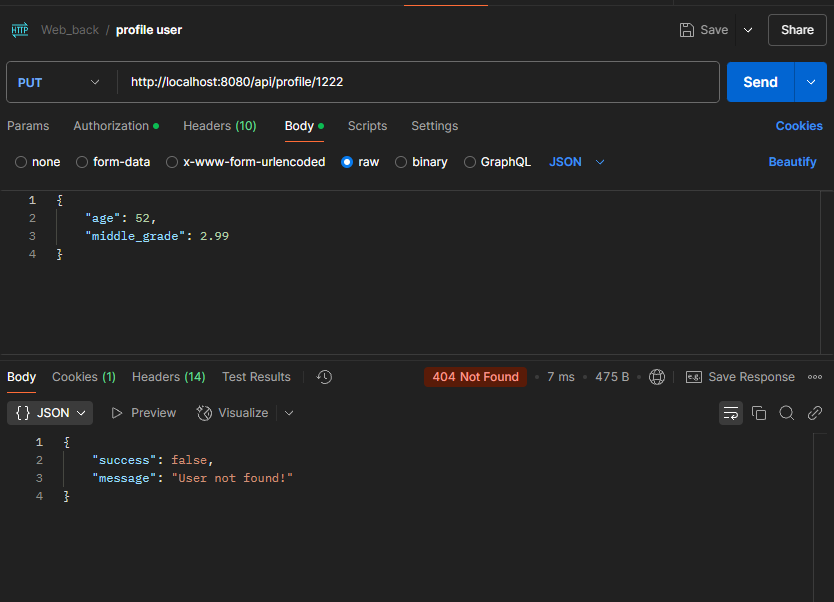 HTTP Web_back / profile user Save Share
PUT http://localhost:8080/api/profile/1222 Send
Params Authorization Headers (10) Body Scripts Settings Cookies
none form-data x-www-form-urlencoded raw binary GraphQL JSON Beautify
1 {
2 "age": 52,
3 "middle_grade": 2.99
4 }
Body Cookies (1) Headers (14) Test Results 404 Not Found 7 ms 475 B e.g. Save Response
{} JSON Preview Visualize
1 {
2 "success": false,
3 "message": "User not found!"
4 }